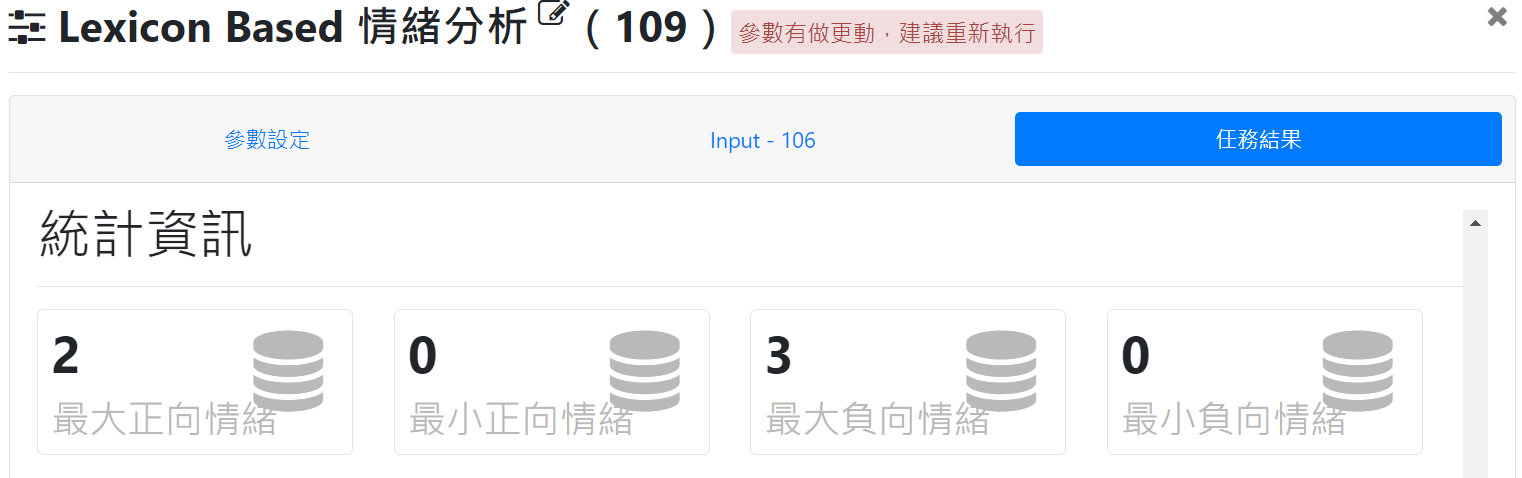 Lexicon Based 情緒分析 ( 109 ) 參數有做更動，建議重新執行
參數設定 Input - 106 任務結果
統計資訊
2 0 3 0
最大正向情緒 最小正向情緒 最大負向情緒 最小負向情緒